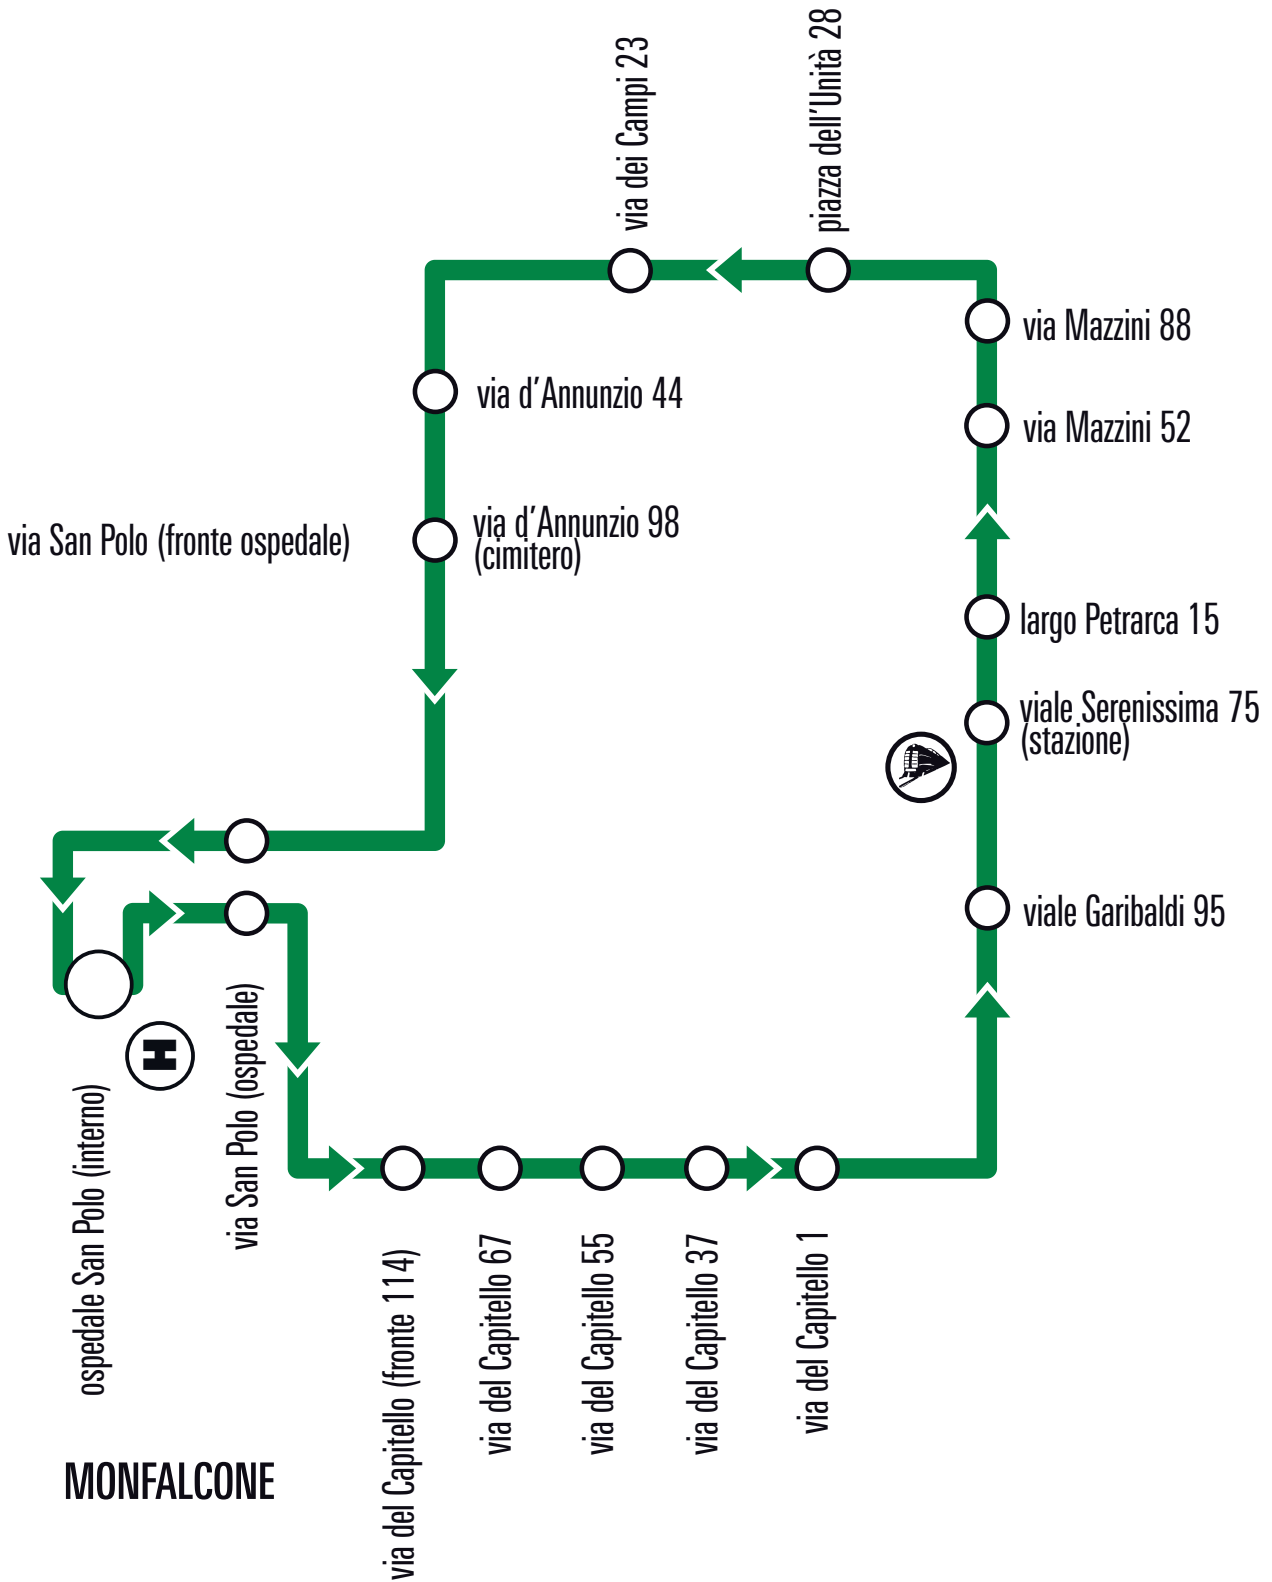 via dei Campi 23
piazza dell'Unità 28
via Mazzini 88
via d'Annunzio 44
via Mazzini 52
via San Polo (fronte ospedale)
via d'Annunzio 98
(cimitero)
largo Petrarca 15
viale Serenissima 75
(stazione)
viale Garibaldi 95
H
ospedale San Polo (interno)
via San Polo (ospedale)
via del Capitello (fronte 114)
via del Capitello 67
via del Capitello 55
via del Capitello 37
via del Capitello 1
MONFALCONE